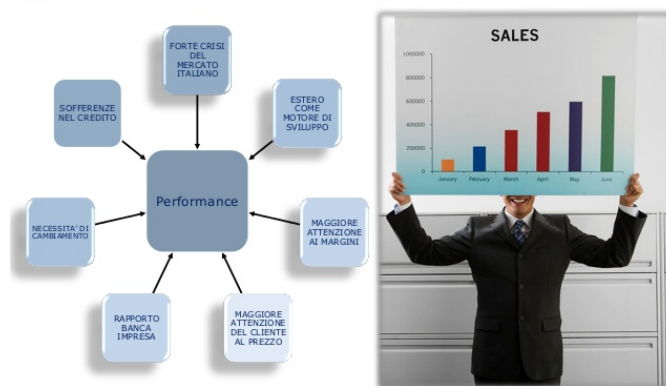 FORTE CRISI
DEL
MERCATO
ITALIANO
SOFFERENZE
NEL CREDITO
ESTERO
COME
MOTORE DI
SVILUPPO
Performance
NECESSITA' DI
CAMBIAMENTO
MAGGIORE
ATTENZIONE
AI MARGINI
RAPPORTO
BANCA
IMPRESA
MAGGIORE
ATTENZIONE
DEL CLIENTE
AL PREZZO
SALES
1000000
800000
600000
400000
200000
0
January February March April May June